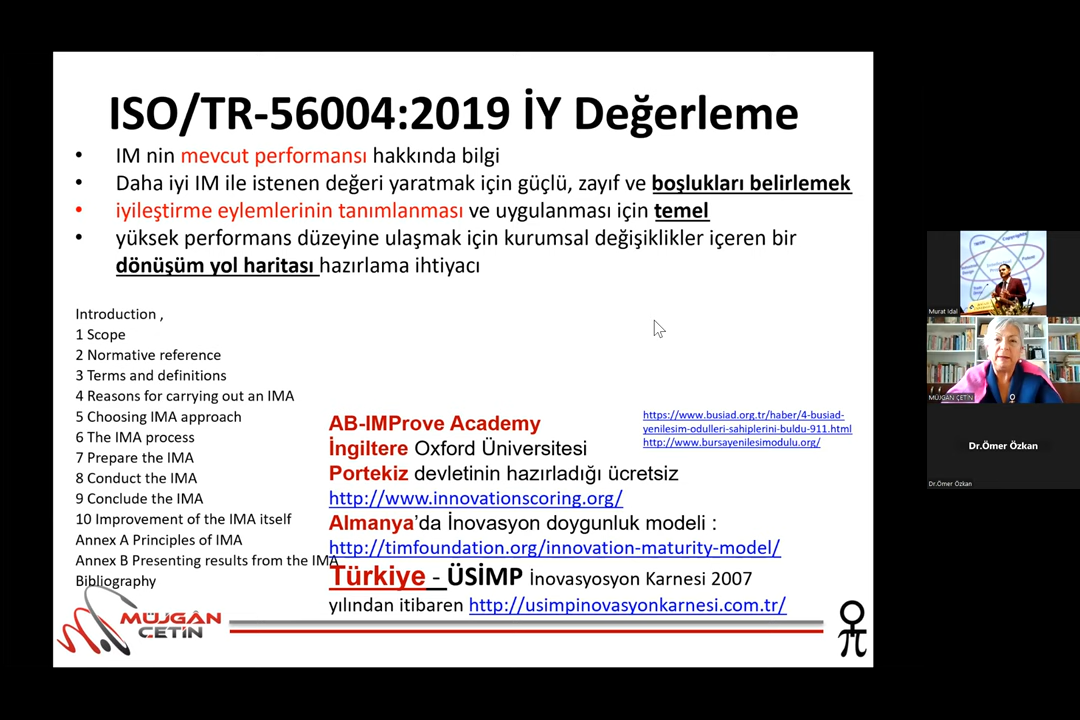 ISO/TR-56004:2019 İY Değerleme
• IM nin mevcut performansı hakkında bilgi
• Daha iyi IM ile istenen değeri yaratmak için güçlü, zayıf ve boşlukları belirlemek
• iyileştirme eylemlerinin tanımlanması ve uygulanması için temel
• yüksek performans düzeyine ulaşmak için kurumsal değişiklikler içeren bir
dönüşüm yol haritası hazırlama ihtiyacı
Introduction ,
1 Scope
2 Normative reference
3 Terms and definitions
4 Reasons for carrying out an IMA
5 Choosing IMA approach
6 The IMA process
7 Prepare the IMA
8 Conduct the IMA
9 Conclude the IMA
10 Improvement of the IMA itself
Annex A Principles of IMA
Annex B Presenting results from the IMA
Bibliography
AB-IMProve Academy
İngiltere Oxford Üniversitesi
Portekiz devletinin hazırladığı ücretsiz
http://www.innovationscoring.org/
Almanya'da İnovasyon doygunluk modeli :
http://timfoundation.org/innovation-maturity-model/
Türkiye - ÜSİMP İnovasyosyon Karnesi 2007
yılından itibaren http://usimpinovasyonkarnesi.com.tr/
https://www.busiad.org.tr/haber/4-busiad-
yenilesim-odulleri-sahiplerini-buldu-911.html
http://www.bursayenilesimodulu.org/
MÜJGÂN
ÇETİN
Murat idal
MÜJGAN ÇETİN
Dr.Ömer Özkan
Dr.Ömer Özkan